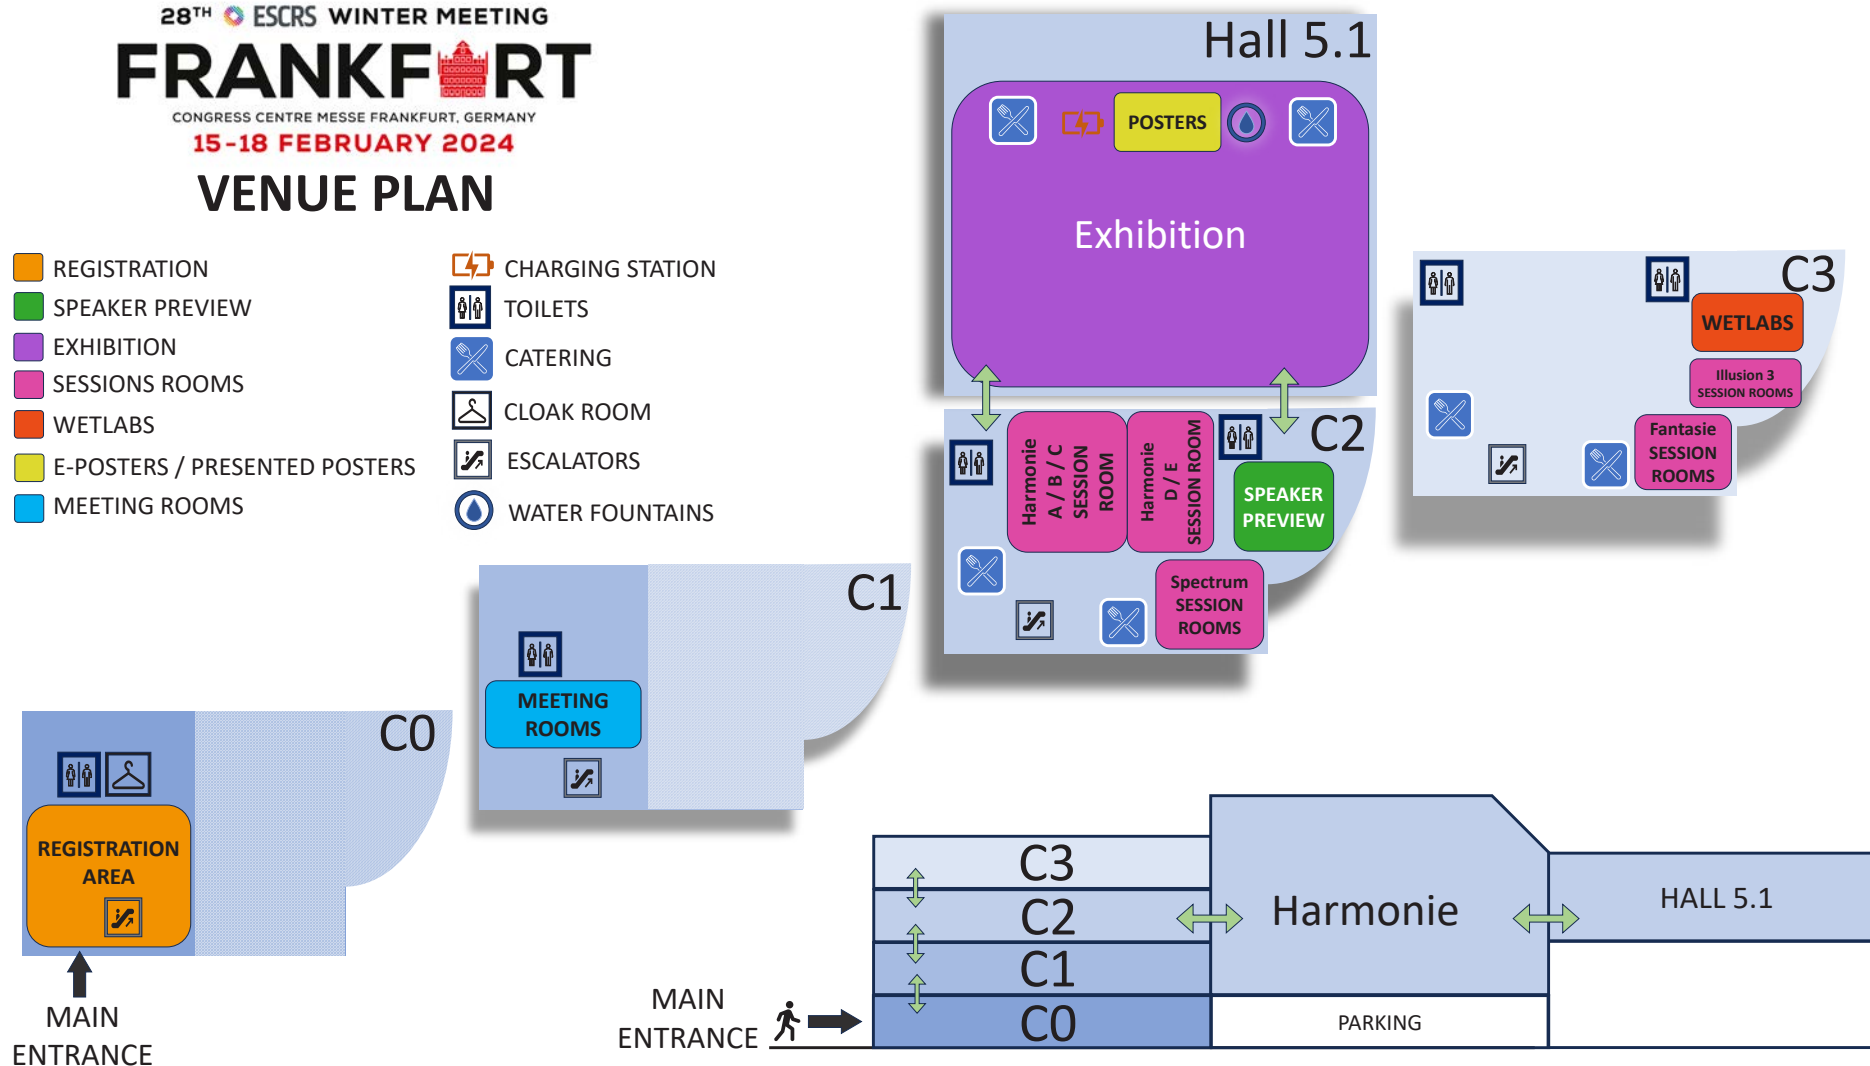 28TH ESCRS WINTER MEETING
FRANKFURT
CONGRESS CENTRE MESSE FRANKFURT, GERMANY
15-18 FEBRUARY 2024
VENUE PLAN
REGISTRATION
SPEAKER PREVIEW
EXHIBITION
SESSIONS ROOMS
WETLABS
E-POSTERS / PRESENTED POSTERS
MEETING ROOMS
CHARGING STATION
TOILETS
CATERING
CLOAK ROOM
ESCALATORS
WATER FOUNTAINS
Hall 5.1
POSTERS
Exhibition
C2
Harmonie
A / B / C
SESSION
ROOM
Harmonie
D / E
SESSION ROOM
SPEAKER
PREVIEW
Spectrum
SESSION
ROOMS
C3
WETLABS
Illusion 3
SESSION ROOMS
Fantasie
SESSION
ROOMS
C1
MEETING
ROOMS
C0
REGISTRATION
AREA
MAIN
ENTRANCE
C3
C2
C1
C0
Harmonie
HALL 5.1
PARKING
MAIN
ENTRANCE